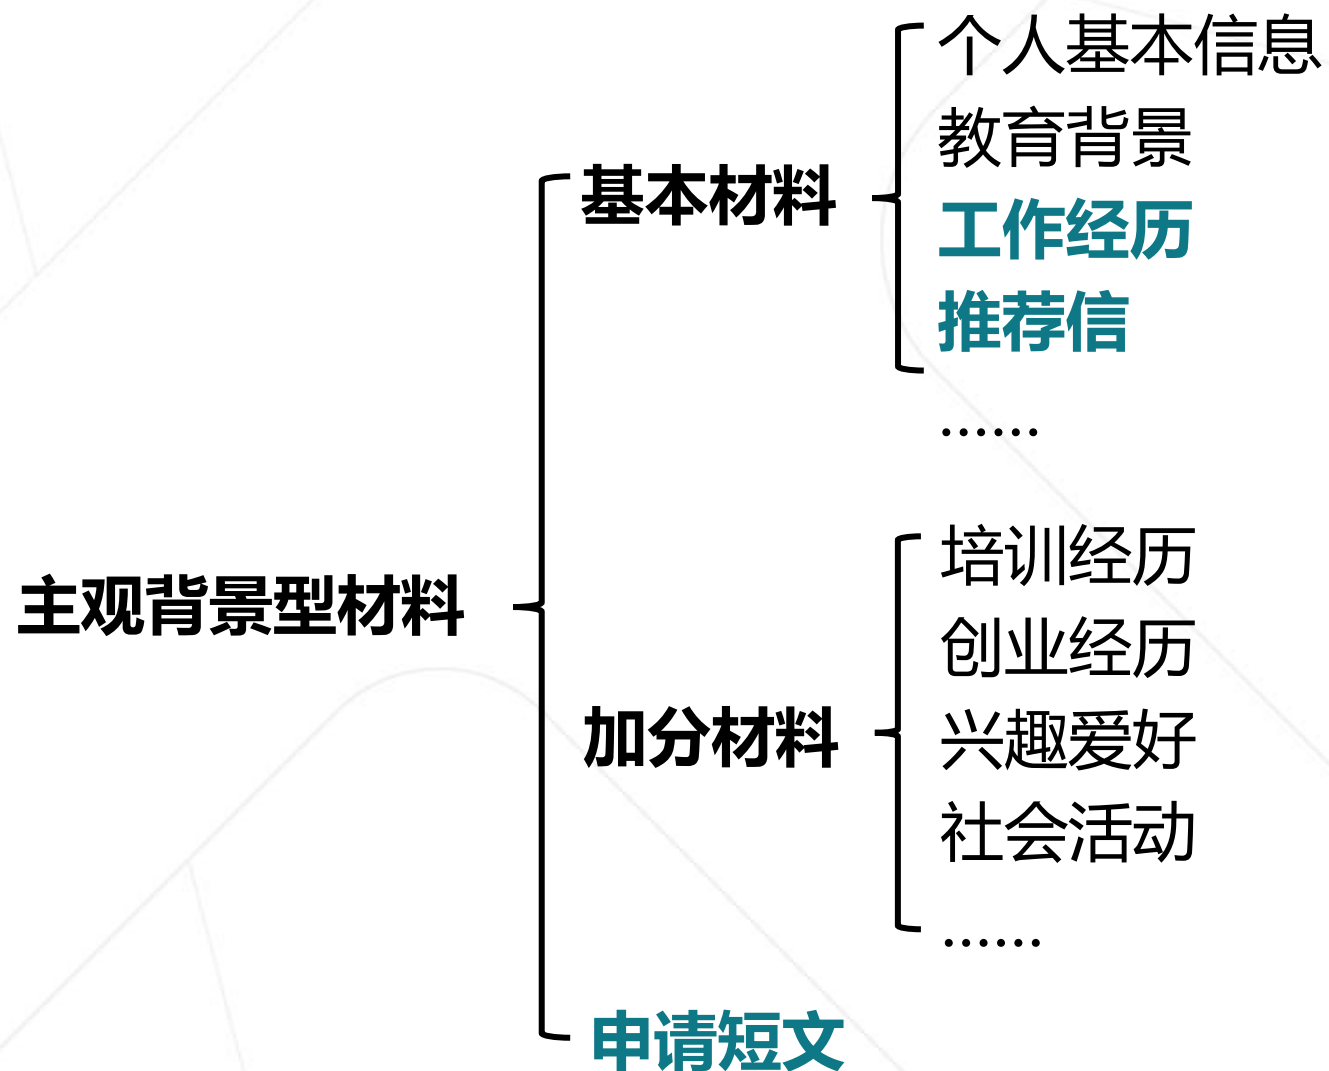 主观背景型材料
基本材料
个人基本信息
教育背景
工作经历
推荐信
……
加分材料
培训经历
创业经历
兴趣爱好
社会活动
……
申请短文